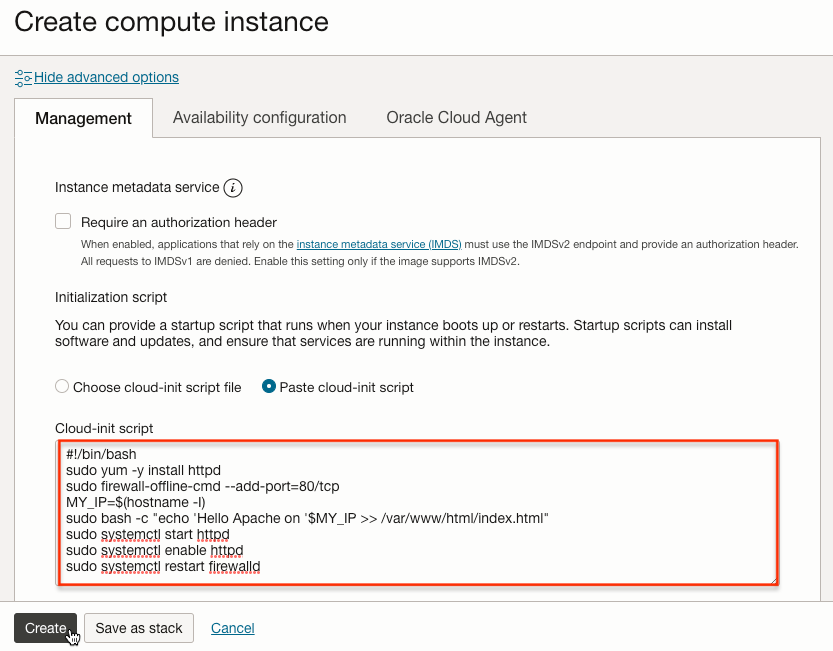 Create compute instance
Hide advanced options
Management
Availability configuration
Oracle Cloud Agent
Instance metadata service i
Require an authorization header
When enabled, applications that rely on the instance metadata service (IMDS) must use the IMDSv2 endpoint and provide an authorization header.
All requests to IMDSv1 are denied. Enable this setting only if the image supports IMDSv2.
Initialization script
You can provide a startup script that runs when your instance boots up or restarts. Startup scripts can install
software and updates, and ensure that services are running within the instance.
Choose cloud-init script file
Paste cloud-init script
Cloud-init script
#!/bin/bash
sudo yum -y install httpd
sudo firewall-offline-cmd --add-port=80/tcp
MY_IP=$(hostname -I)
sudo bash -c "echo 'Hello Apache on '$MY_IP >> /var/www/html/index.html"
sudo systemctl start httpd
sudo systemctl enable httpd
sudo systemctl restart firewalld
Create
Save as stack
Cancel